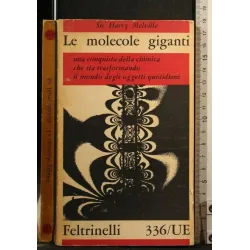 Sir Harry Melville
Le molecole giganti
una conquista della chimica
che sta trasformando
il mondo degli oggetti quotidiani
Feltrinelli 336/UE